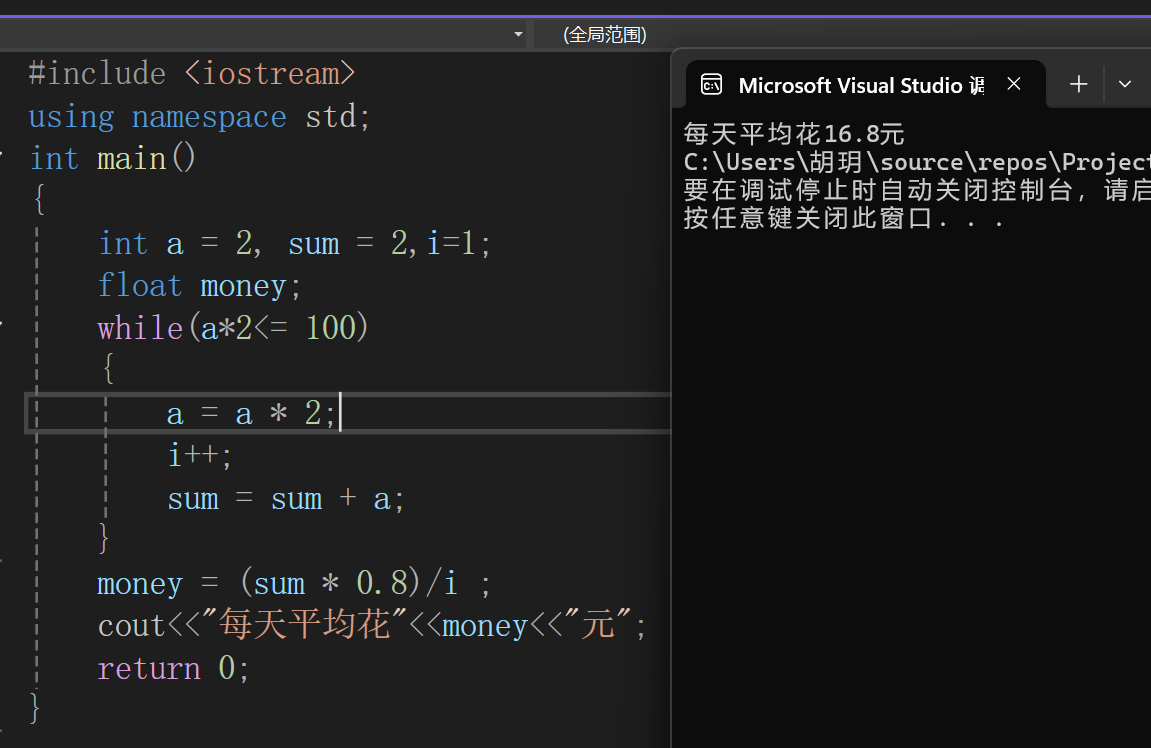 (全局范围)
#include <iostream>
using namespace std;
int main()
{
int a = 2, sum = 2,i=1;
float money;
while(a*2<= 100)
{
a = a * 2;
i++;
sum = sum + a;
}
money = (sum * 0.8)/i ;
cout<<"每天平均花"<<money<<"元";
return 0;
}
Microsoft Visual Studio
每天平均花16.8元
C:\Users\胡玥\source\repos\Project
要在调试停止时自动关闭控制台，请启
按任意键关闭此窗口. . .